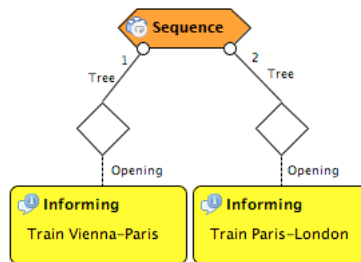 Sequence
1
2
Tree
Tree
Opening
Opening
Informing
Informing
Train Vienna-Paris
Train Paris-London